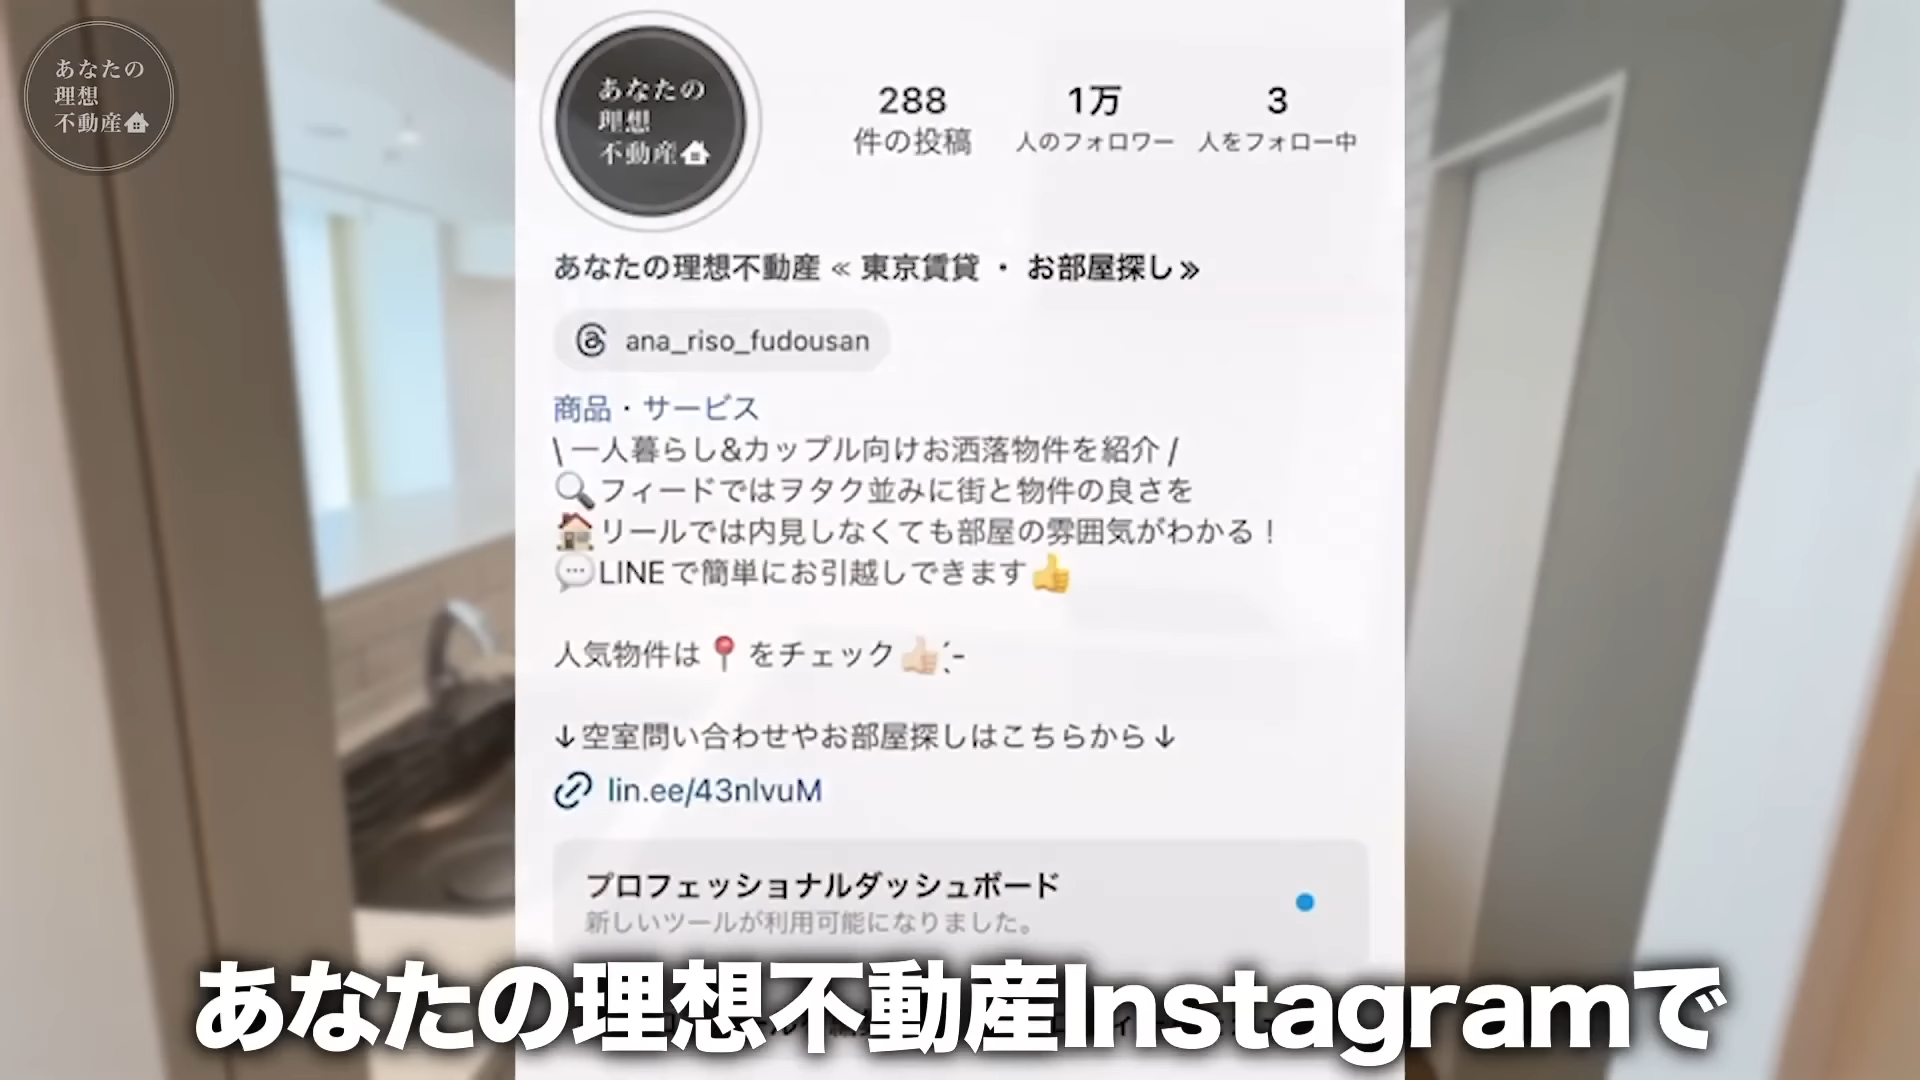 あなたの
理想
不動産
あなたの
理想
不動産
288
件の投稿
1万
人のフォロワー
3
人をフォロー中
あなたの理想不動産 ≪ 東京賃貸 ・ お部屋探し≫
ana_riso_fudousan
商品・サービス
\ 一人暮らし&カップル向けお洒落物件を紹介 /
🔍フィードではヲタク並みに街と物件の良さを
🏠リールでは内見しなくても部屋の雰囲気がわかる！
💬LINEで簡単にお引越しできます👍
人気物件は📍をチェック👍🏻 ̖́-
↓空室問い合わせやお部屋探しはこちらから↓
lin.ee/43nlvuM
プロフェッショナルダッシュボード
新しいツールが利用可能になりました。
あなたの理想不動産Instagramで